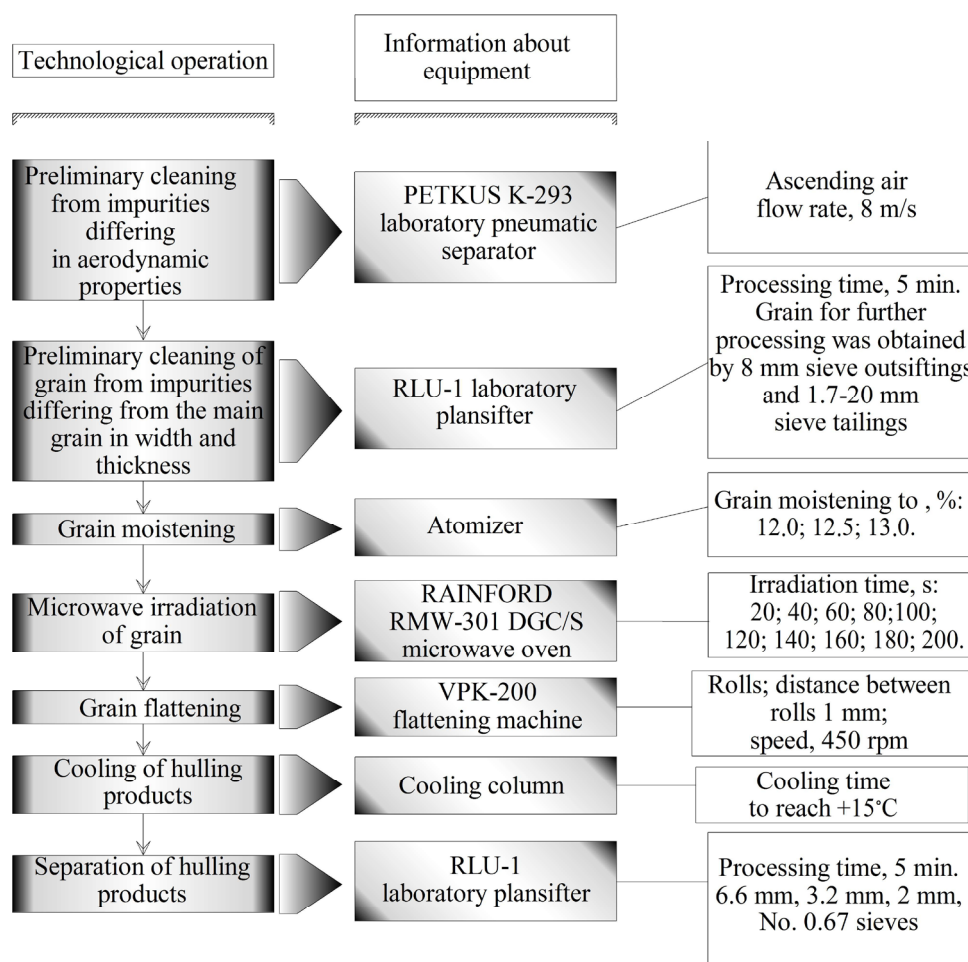 Technological operation
Information about
equipment
Preliminary cleaning
from impurities
differing
in aerodynamic
properties
PETKUS K-293
laboratory pneumatic
separator
Ascending air
flow rate, 8 m/s
Preliminary cleaning of
grain from impurities
differing from the main
grain in width and
thickness
RLU-1 laboratory
plansifter
Processing time, 5 min.
Grain for further
processing was obtained
by 8 mm sieve outsiftings
and 1.7-20 mm
sieve tailings
Grain moistening
Atomizer
Grain moistening to , %:
12.0; 12.5; 13.0.
Microwave irradiation
of grain
RAINFORD
RMW-301 DGC/S
microwave oven
Irradiation time, s:
20; 40; 60; 80;100;
120; 140; 160; 180; 200.
Grain flattening
VPK-200
flattening machine
Rolls; distance between
rolls 1 mm;
speed, 450 rpm
Cooling of hulling
products
Cooling column
Cooling time
to reach +15°C
Separation of hulling
products
RLU-1
laboratory plansifter
Processing time, 5 min.
6.6 mm, 3.2 mm, 2 mm,
No. 0.67 sieves